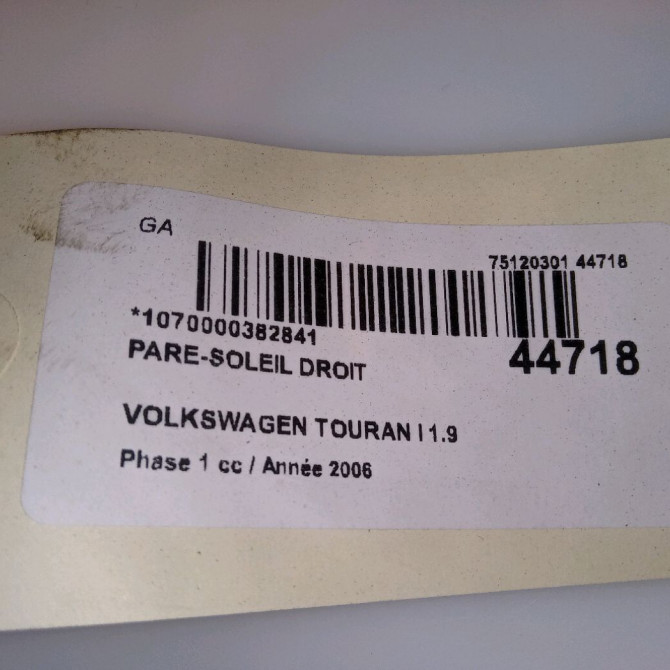 GA
75120301 44718
*1070000382841
44718
PARE-SOLEIL DROIT
VOLKSWAGEN TOURAN I 1.9
Phase 1 cc / Année 2006